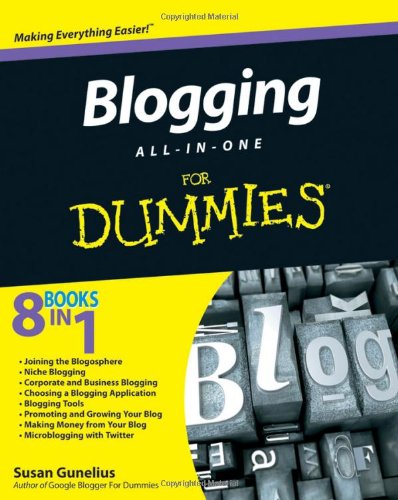 Copyrighted Material
Making Everything Easier!™
Blogging
ALL-IN-ONE
FOR
DUMMIES®
8 BOOKS
IN 1
• Joining the Blogosphere
• Niche Blogging
• Corporate and Business Blogging
• Choosing a Blogging Application
• Blogging Tools
• Promoting and Growing Your Blog
• Making Money from Your Blog
• Microblogging with Twitter
Blog
Susan Gunelius
Author of Google Blogger For Dummies
Copyrighted Material